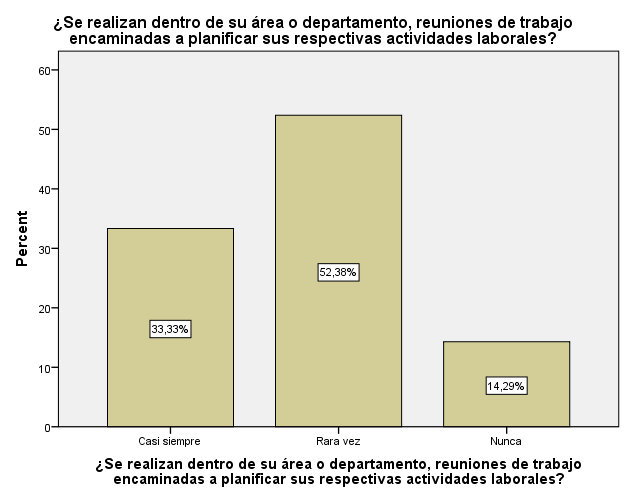 ¿Se realizan dentro de su área o departamento, reuniones de trabajo
encaminadas a planificar sus respectivas actividades laborales?
60
50
40
30
20
10
0
Percent
33,33%
52,38%
14,29%
Casi siempre
Rara vez
Nunca
¿Se realizan dentro de su área o departamento, reuniones de trabajo
encaminadas a planificar sus respectivas actividades laborales?